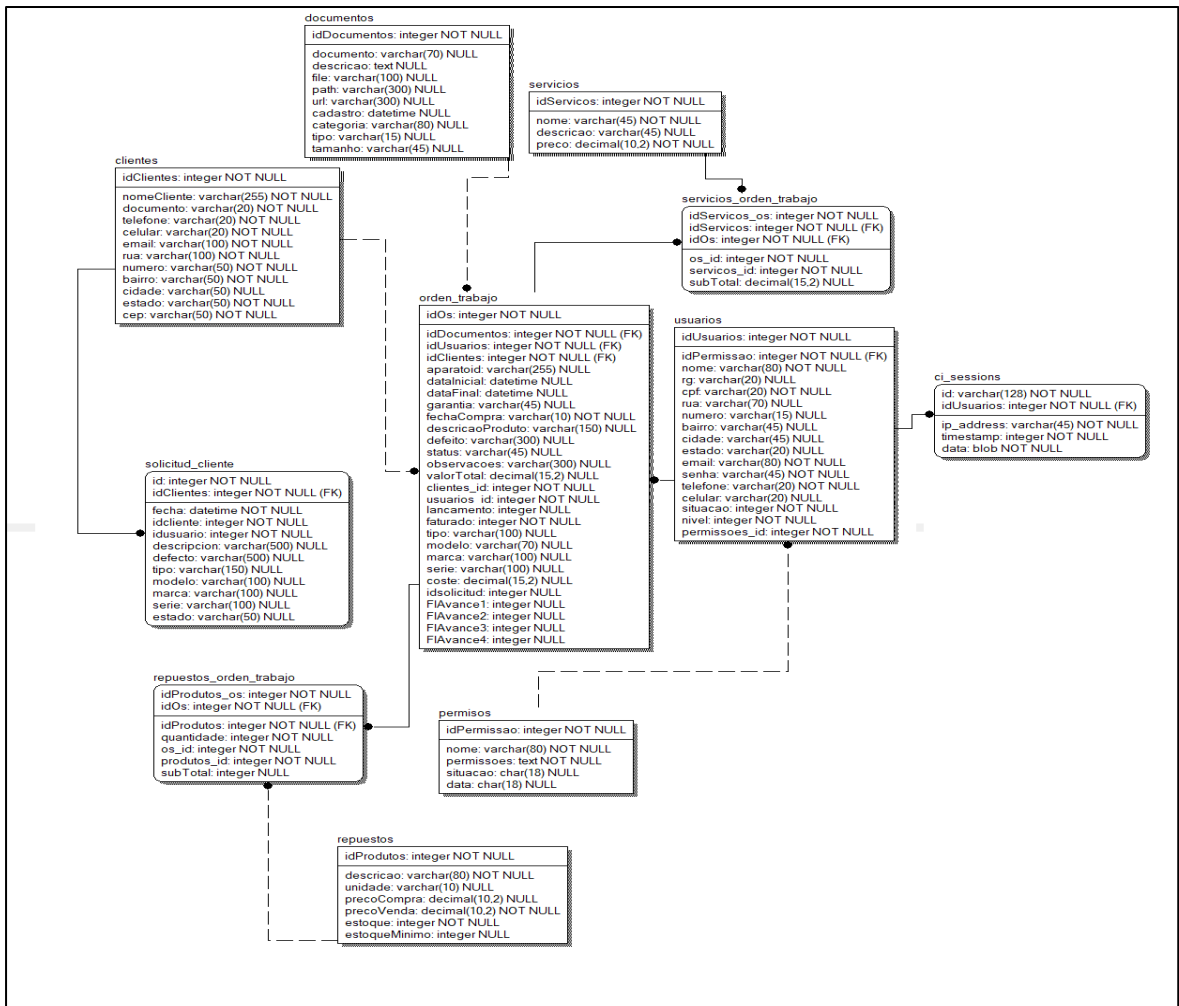 documentos
idDocumentos: integer NOT NULL
documento: varchar(70) NULL
descricao: text NULL
file: varchar(100) NULL
path: varchar(300) NULL
url: varchar(300) NULL
cadastro: datetime NULL
categoria: varchar(80) NULL
tipo: varchar(15) NULL
tamanho: varchar(45) NULL
servicios
idServicos: integer NOT NULL
nome: varchar(45) NOT NULL
descricao: varchar(45) NULL
preco: decimal(10,2) NOT NULL
clientes
idClientes: integer NOT NULL
nomeCliente: varchar(255) NOT NULL
documento: varchar(20) NOT NULL
telefone: varchar(20) NOT NULL
celular: varchar(20) NOT NULL
email: varchar(100) NOT NULL
rua: varchar(100) NOT NULL
numero: varchar(50) NOT NULL
bairro: varchar(50) NOT NULL
cidade: varchar(50) NOT NULL
estado: varchar(50) NOT NULL
cep: varchar(50) NOT NULL
servicios_orden_trabajo
idServicos_os: integer NOT NULL
idServicos: integer NOT NULL (FK)
idOs: integer NOT NULL (FK)
os_id: integer NOT NULL
servicos_id: integer NOT NULL
subTotal: decimal(15,2) NULL
orden_trabajo
idOs: integer NOT NULL
idDocumentos: integer NOT NULL (FK)
idUsuarios: integer NOT NULL (FK)
idClientes: integer NOT NULL (FK)
aparatoid: varchar(255) NULL
dataInicial: datetime NULL
dataFinal: datetime NULL
garantia: varchar(45) NULL
fechaCompra: varchar(10) NOT NULL
descricaoProduto: varchar(150) NULL
defeito: varchar(300) NULL
status: varchar(45) NULL
observacoes: varchar(300) NULL
valorTotal: decimal(15,2) NULL
clientes_id: integer NOT NULL
usuarios_id: integer NOT NULL
lancamento: integer NULL
faturado: integer NOT NULL
tipo: varchar(100) NULL
modelo: varchar(70) NULL
marca: varchar(100) NULL
serie: varchar(100) NULL
coste: decimal(15,2) NULL
idsolicitud: integer NULL
FlAvance1: integer NULL
FlAvance2: integer NULL
FlAvance3: integer NULL
FlAvance4: integer NULL
usuarios
idUsuarios: integer NOT NULL
idPermissao: integer NOT NULL (FK)
nome: varchar(80) NOT NULL
rg: varchar(20) NULL
cpf: varchar(20) NOT NULL
rua: varchar(70) NULL
numero: varchar(15) NULL
bairro: varchar(45) NULL
cidade: varchar(45) NULL
estado: varchar(20) NULL
email: varchar(80) NOT NULL
senha: varchar(45) NOT NULL
telefone: varchar(20) NOT NULL
celular: varchar(20) NULL
situacao: integer NOT NULL
nivel: integer NOT NULL
permissoes_id: integer NOT NULL
ci_sessions
id: varchar(128) NOT NULL
idUsuarios: integer NOT NULL (FK)
ip_address: varchar(45) NOT NULL
timestamp: integer NOT NULL
data: blob NOT NULL
solicitud_cliente
id: integer NOT NULL
idClientes: integer NOT NULL (FK)
fecha: datetime NOT NULL
idcliente: integer NOT NULL
idusuario: integer NOT NULL
descripcion: varchar(500) NULL
defecto: varchar(500) NULL
tipo: varchar(150) NULL
modelo: varchar(100) NULL
marca: varchar(100) NULL
serie: varchar(100) NULL
estado: varchar(50) NULL
repuestos_orden_trabajo
idProdutos_os: integer NOT NULL
idOs: integer NOT NULL (FK)
idProdutos: integer NOT NULL (FK)
quantidade: integer NOT NULL
os_id: integer NOT NULL
produtos_id: integer NOT NULL
subTotal: integer NULL
permisos
idPermissao: integer NOT NULL
nome: varchar(80) NOT NULL
permissoes: text NOT NULL
situacao: char(18) NULL
data: char(18) NULL
repuestos
idProdutos: integer NOT NULL
descricao: varchar(80) NOT NULL
unidade: varchar(10) NULL
precoCompra: decimal(10,2) NULL
precoVenda: decimal(10,2) NOT NULL
estoque: integer NOT NULL
estoqueMinimo: integer NULL